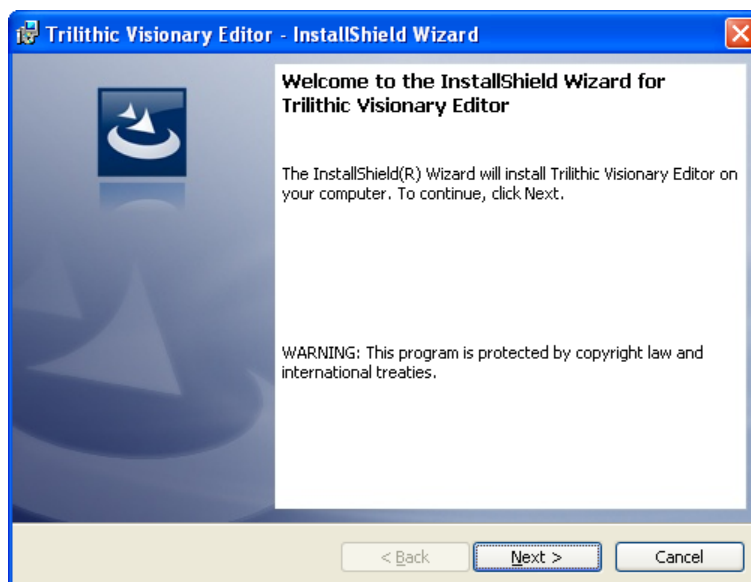 Trilithic Visionary Editor - InstallShield Wizard
Welcome to the InstallShield Wizard for
Trilithic Visionary Editor
The InstallShield(R) Wizard will install Trilithic Visionary Editor on
your computer. To continue, click Next.
WARNING: This program is protected by copyright law and
international treaties.
< Back
Next >
Cancel